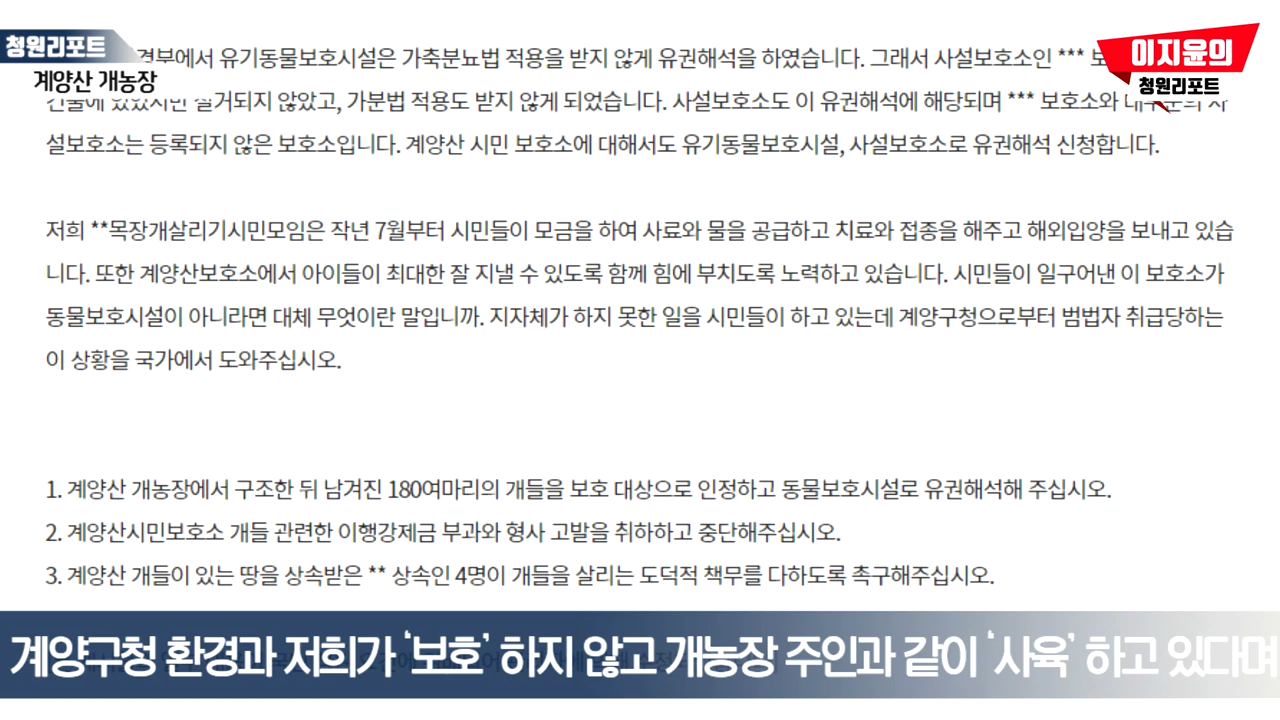 청원리포트
계양산 개농장
이지윤의
청원리포트
경부에서 유기동물보호시설은 가축분뇨법 적용을 받지 않게 유권해석을 하였습니다. 그래서 사설보호소인 ***
건물에 있었지만 철거되지 않았고, 가분법 적용도 받지 않게 되었습니다. 사설보호소도 이 유권해석에 해당되며 *** 보호소와 대부분의 사
설보호소는 등록되지 않은 보호소입니다. 계양산 시민 보호소에 대해서도 유기동물보호시설, 사설보호소로 유권해석 신청합니다.
저희 **목장개살리기시민모임은 작년 7월부터 시민들이 모금을 하여 사료와 물을 공급하고 치료와 접종을 해주고 해외입양을 보내고 있습
니다. 또한 계양산보호소에서 아이들이 최대한 잘 지낼 수 있도록 함께 힘에 부치도록 노력하고 있습니다. 시민들이 일구어낸 이 보호소가
동물보호시설이 아니라면 대체 무엇이란 말입니까. 지자체가 하지 못한 일을 시민들이 하고 있는데 계양구청으로부터 범법자 취급당하는
이 상황을 국가에서 도와주십시오.
1. 계양산 개농장에서 구조한 뒤 남겨진 180여마리의 개들을 보호 대상으로 인정하고 동물보호시설로 유권해석해 주십시오.
2. 계양산시민보호소 개들 관련한 이행강제금 부과와 형사 고발을 취하하고 중단해주십시오.
3. 계양산 개들이 있는 땅을 상속받은 ** 상속인 4명이 개들을 살리는 도덕적 책무를 다하도록 촉구해주십시오.
계양구청 환경과 저희가 ‘보호’ 하지 않고 개농장 주인과 같이 ‘사육’ 하고 있다며